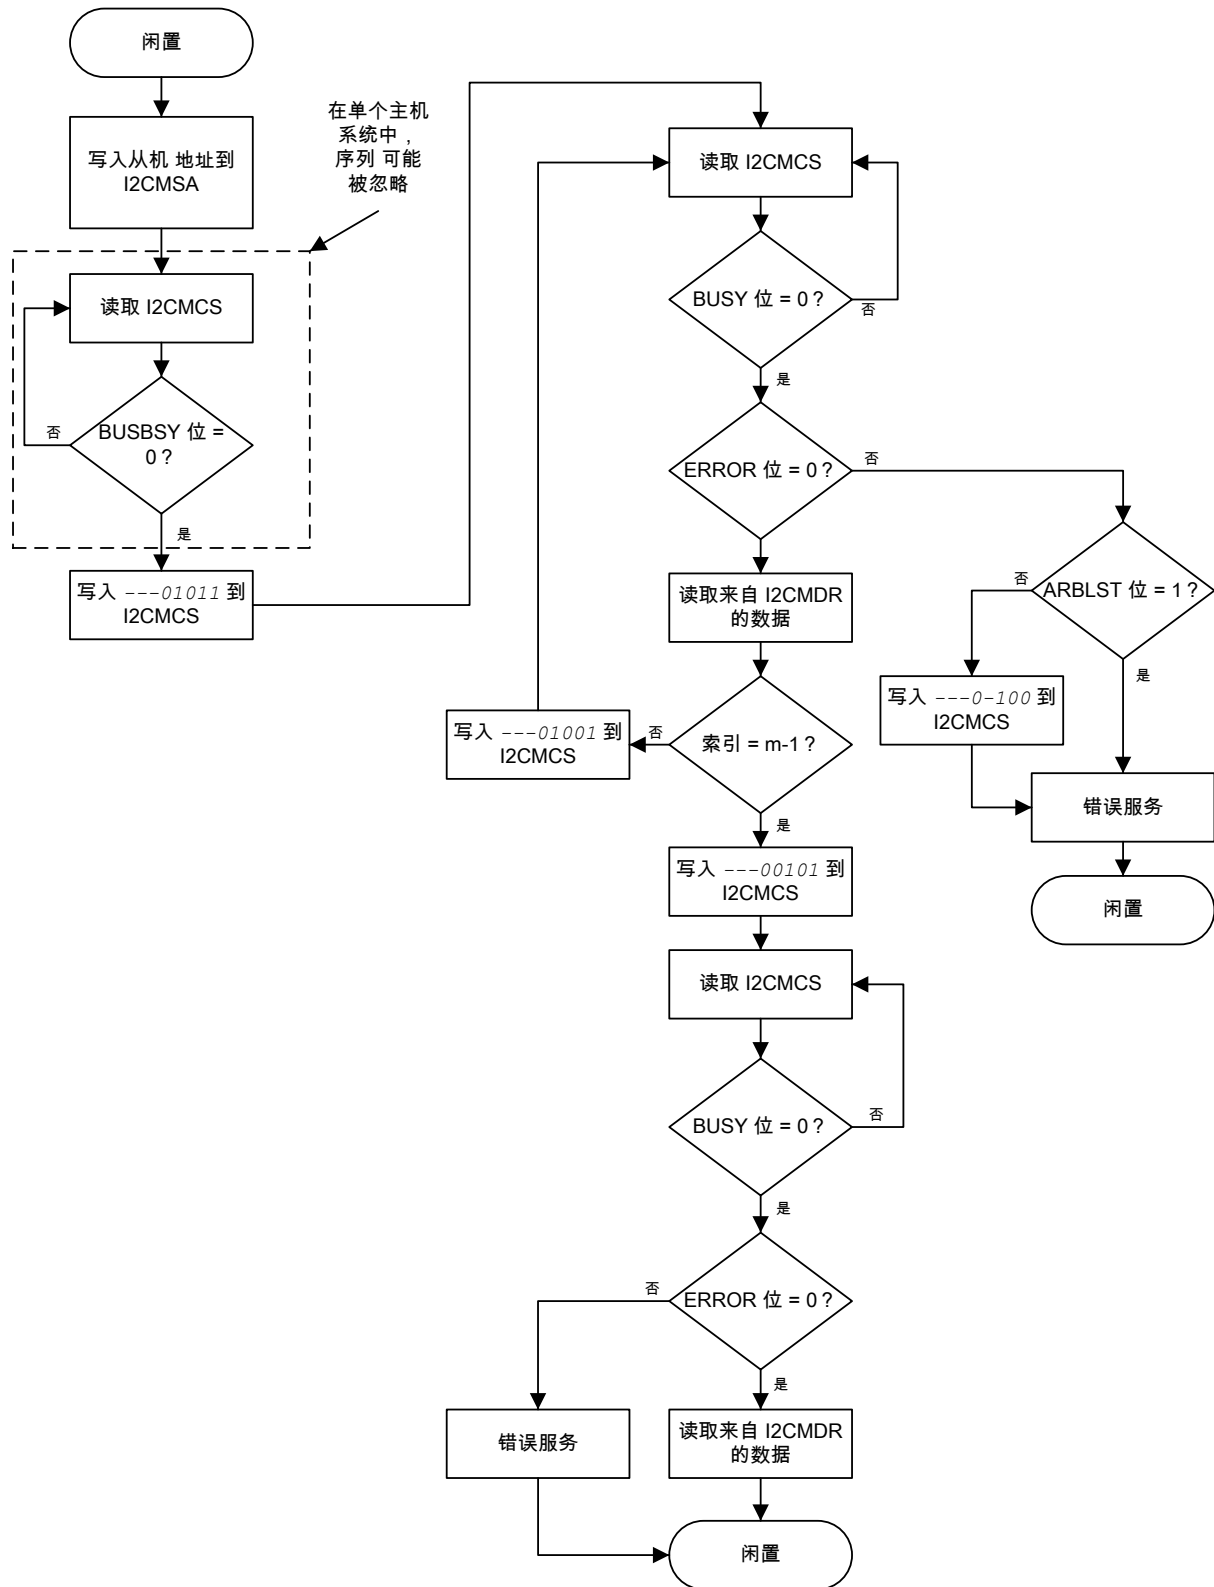 闲置
写入从机 地址到
I2CMSA
在单个主机
系统中，
序列 可能
被忽略
读取 I2CMCS
BUSBSY 位 =
0？
否
是
写入 ---01011 到
I2CMCS
读取 I2CMCS
BUSY 位 = 0？
否
是
ERROR 位 = 0？
否
读取来自 I2CMDR
的数据
索引 = m-1？
否
写入 ---01001 到
I2CMCS
是
ARBLST 位 = 1？
否
是
写入 ---0-100 到
I2CMCS
错误服务
闲置
写入 ---00101 到
I2CMCS
读取 I2CMCS
BUSY 位 = 0？
否
是
ERROR 位 = 0？
否
是
错误服务
读取来自 I2CMDR
的数据
闲置